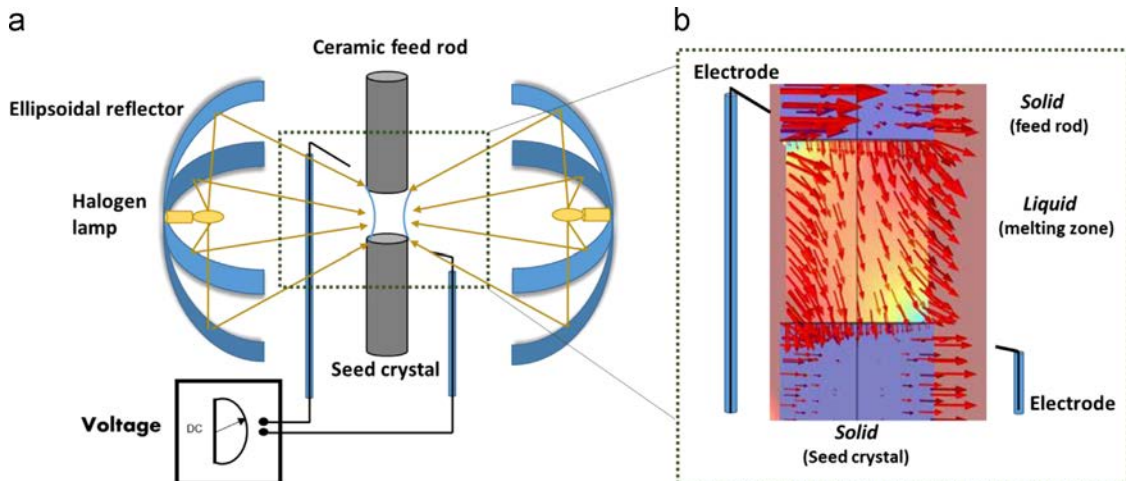 a
Ceramic feed rod
Ellipsoidal reflector
Halogen
lamp
Seed crystal
Voltage
DC
b
Electrode
Solid
(feed rod)
Liquid
(melting zone)
Electrode
Solid
(Seed crystal)